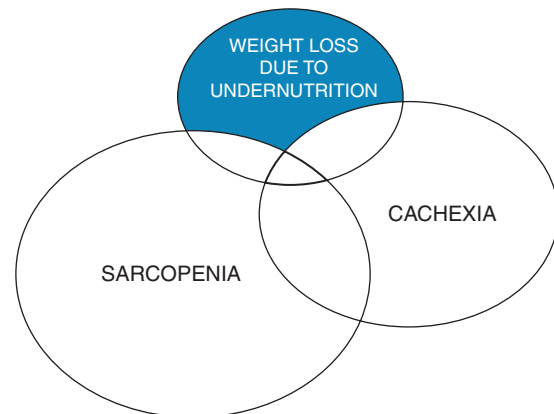 WEIGHT LOSS
DUE TO
UNDERNUTRITION
CACHEXIA
SARCOPENIA